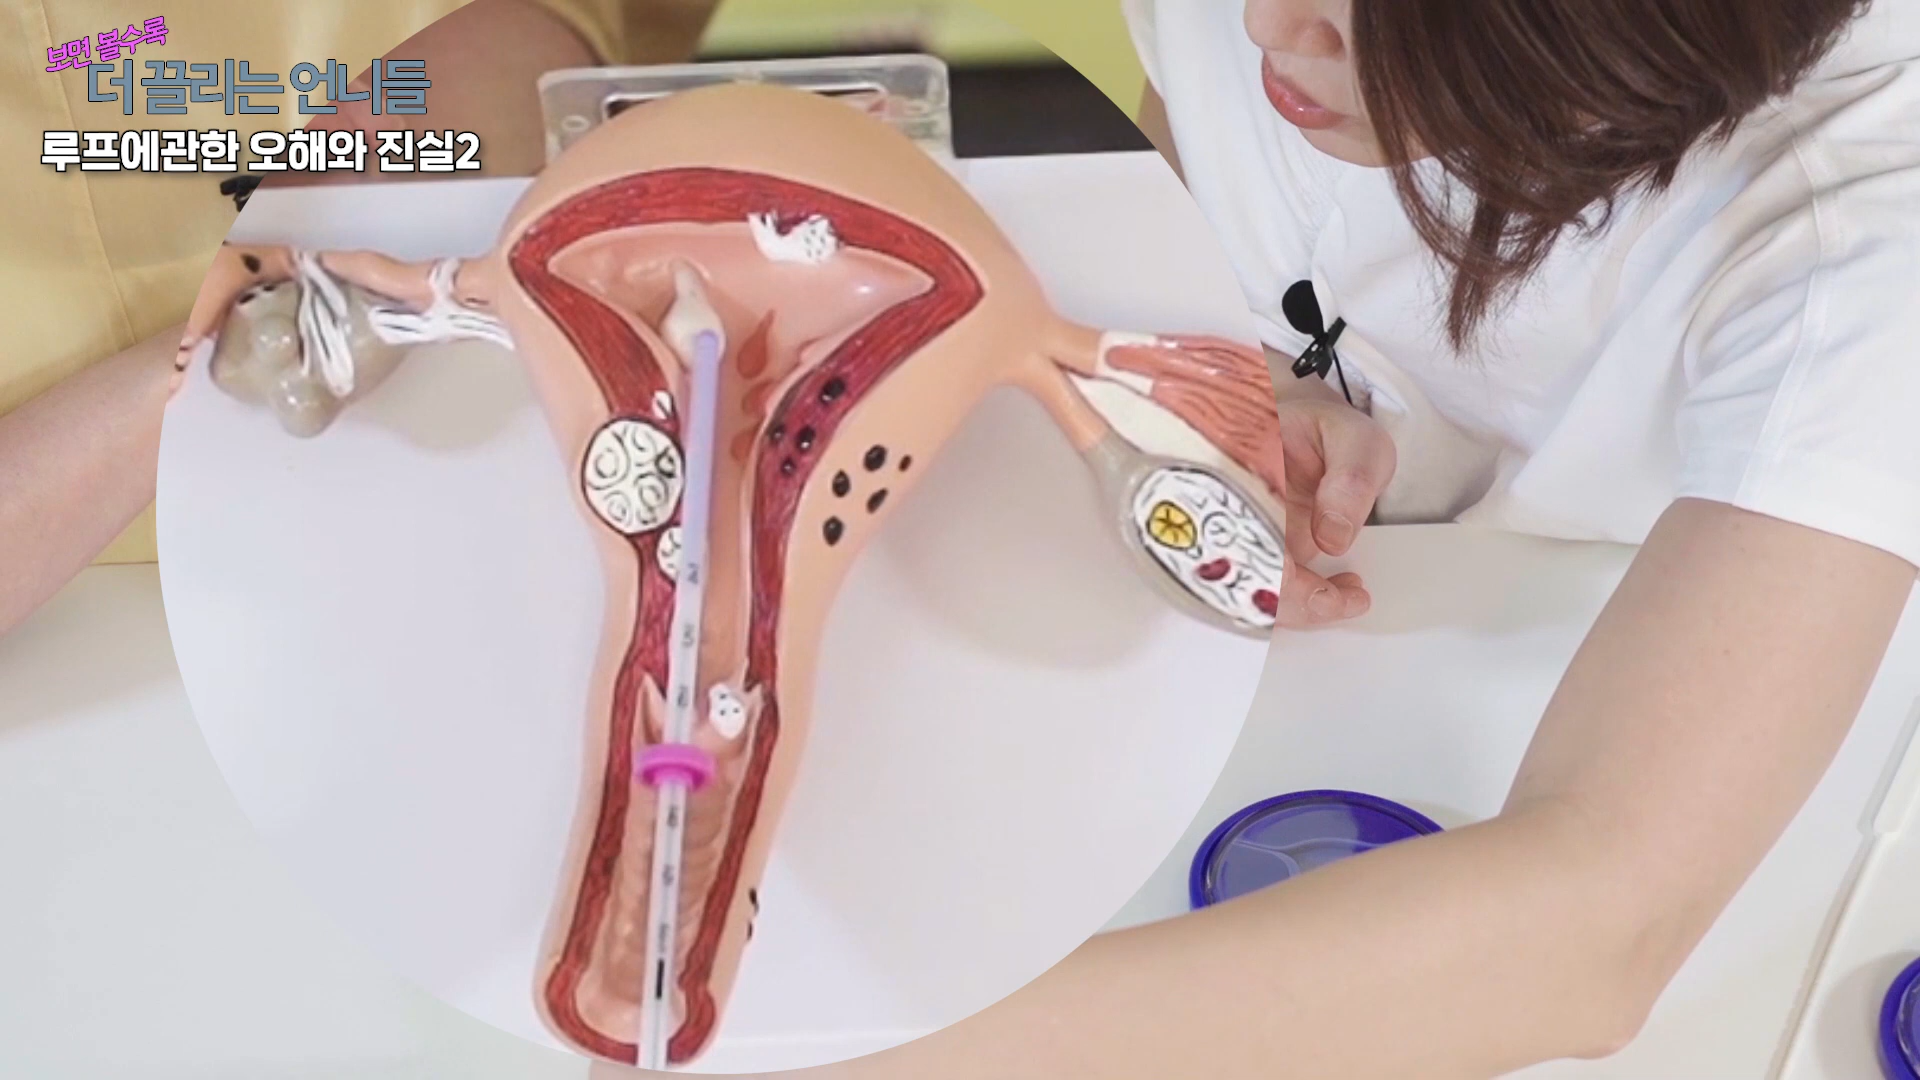 보면 볼수록
더 끌리는 언니들
루프에관한 오해와 진실2